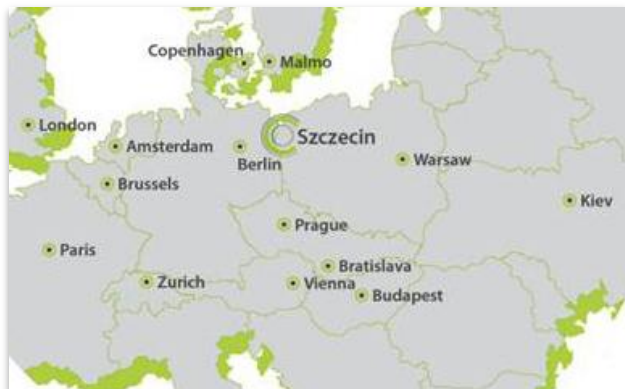 Copenhagen
Malmo
London
Amsterdam
Berlin
Szczecin
Warsaw
Brussels
Kiev
Prague
Paris
Bratislava
Zurich
Vienna
Budapest